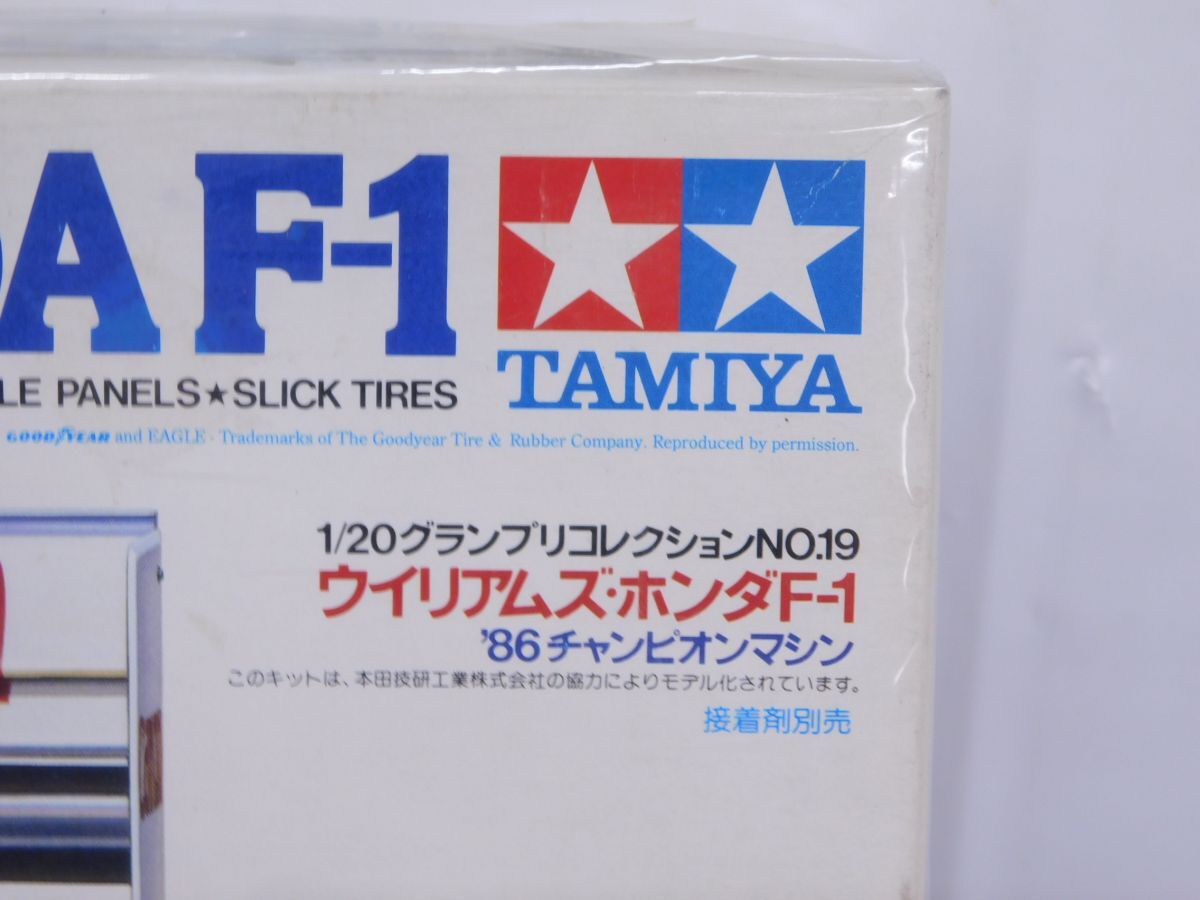 A F-1
TAMIYA
LE PANELS★SLICK TIRES
GOODYEAR and EAGLE · Trademarks of The Goodyear Tire & Rubber Company. Reproduced by permission.
1/20グランプリコレクションNO.19
ウイリアムズ・ホンダF-1
'86チャンピオンマシン
このキットは、本田技研工業株式会社の協力によりモデル化されています。
接着剤別売